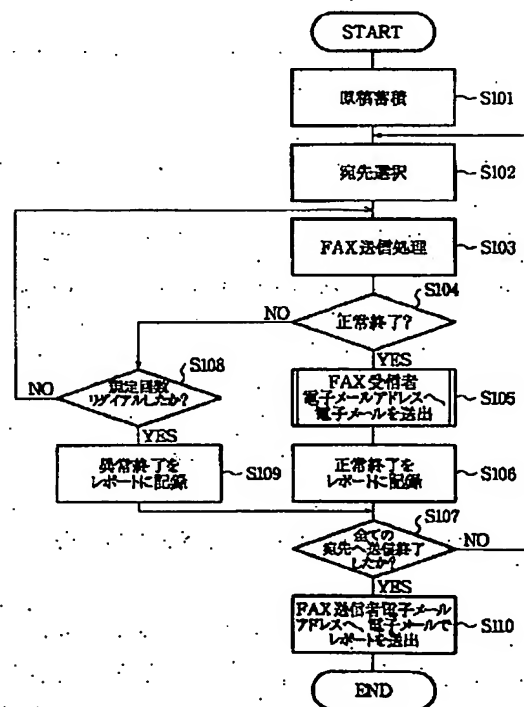 START
原稿蓄積
S101
宛先選択
S102
FAX送信処理
S103
S104
正常終了?
NO
YES
S108
規定回数
リダイアルしたか?
NO
YES
FAX受信者
電子メールアドレスへ、
電子メールを送出
S105
異常終了を
レポートに記録
S109
正常終了を
レポートに記録
S106
S107
全ての
宛先へ送信終了
したか?
NO
YES
FAX送信者電子メール
アドレスへ、電子メールで
レポートを送出
S110
END